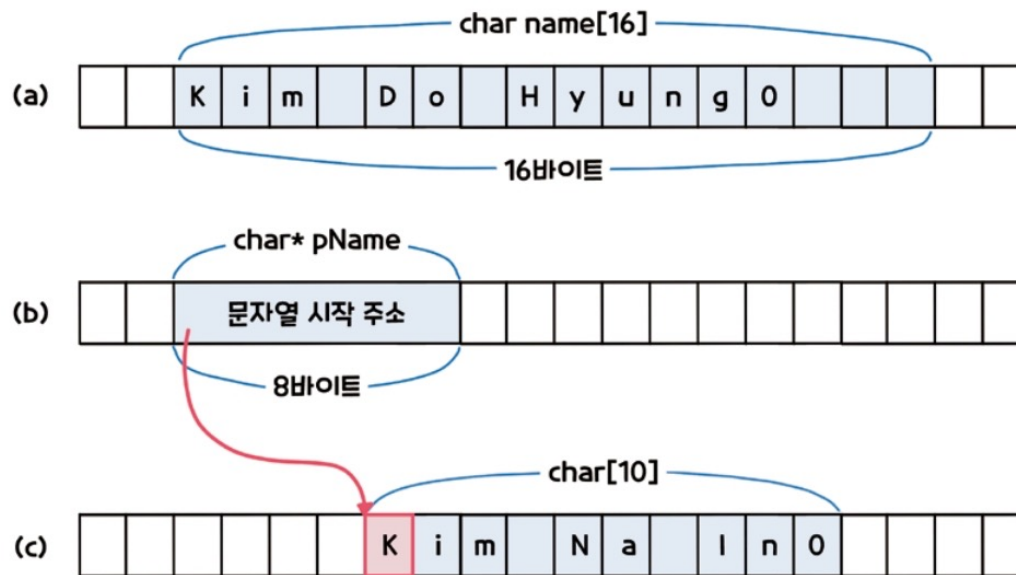 char name[16]
(a) K i m D o H y u n g 0
16바이트
char* pName
(b) 문자열 시작 주소
8바이트
char[10]
(c) K i m N a I n 0